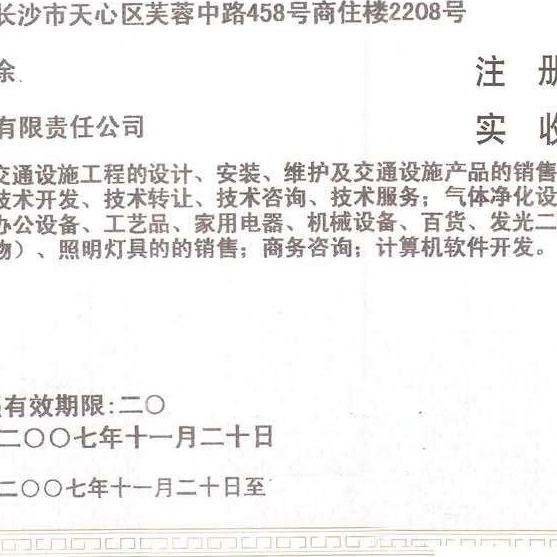 长沙市天心区芙蓉中路458号商住楼2208号
余
注 册
有限责任公司
实 收
交通设施工程的设计、安装、维护及交通设施产品的销售
技术开发、技术转让、技术咨询、技术服务；气体净化设
办公设备、工艺品、家用电器、机械设备、百货、发光二
物）、照明灯具的的销售；商务咨询；计算机软件开发。
有效期限:二〇
二〇〇七年十一月二十日
二〇〇七年十一月二十日至